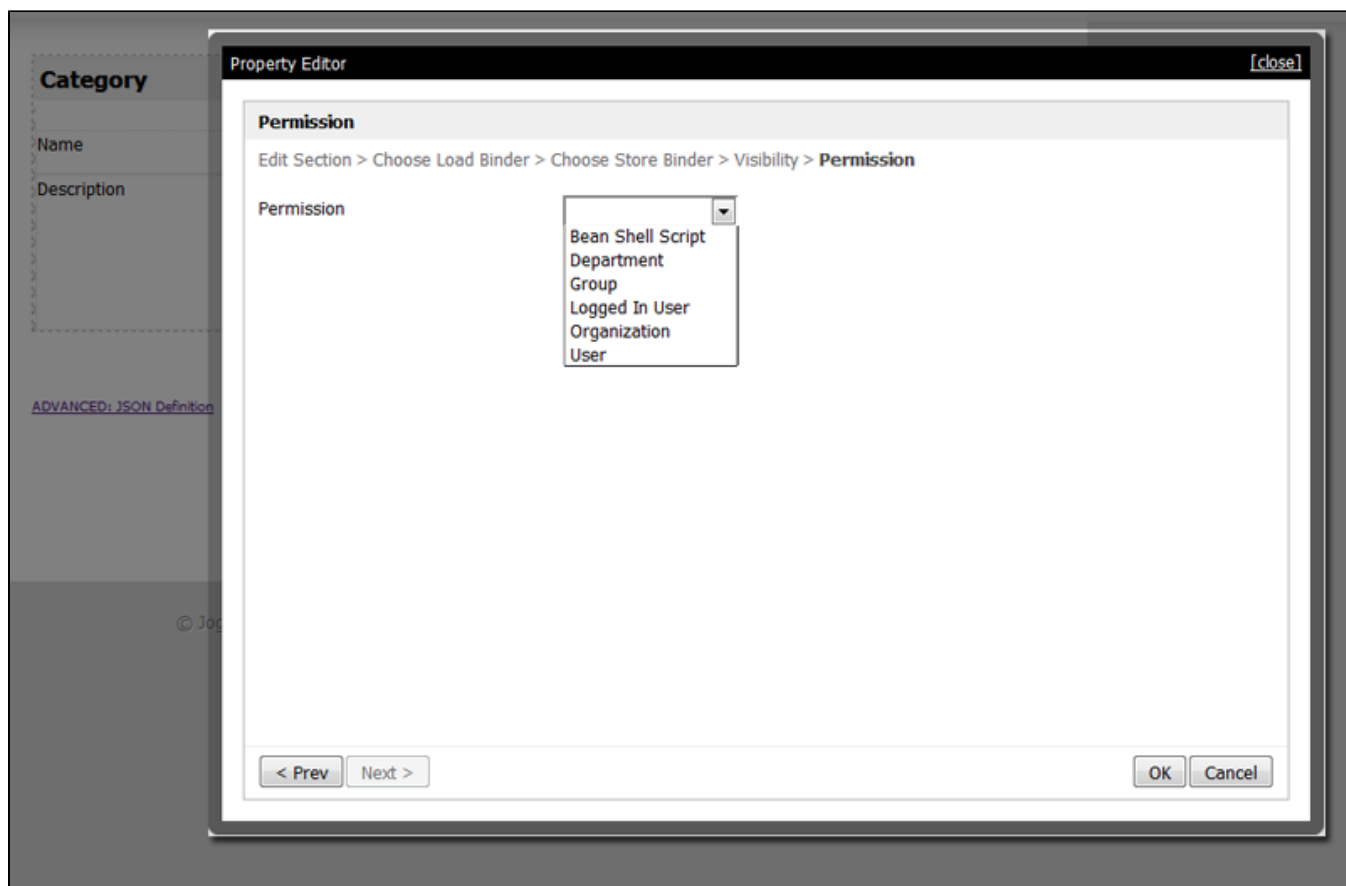 Property Editor
[close]
Category
Permission
Edit Section > Choose Load Binder > Choose Store Binder > Visibility > Permission
Name
Description
Permission
Bean Shell Script
Department
Group
Logged In User
Organization
User
ADVANCED: JSON Definition
©
< Prev
Next >
OK
Cancel